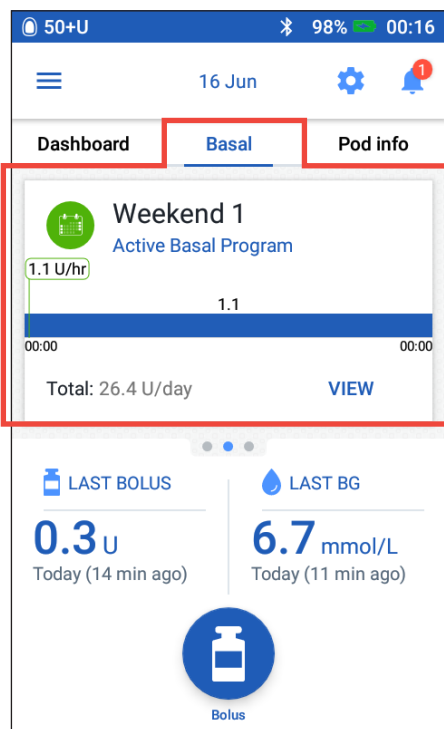 50+U 98% 00:16
16 Jun 1
Dashboard Basal Pod info
Weekend 1
Active Basal Program
1.1 U/hr
1.1
00:00 00:00
Total: 26.4 U/day VIEW
LAST BOLUS LAST BG
0.3 U 6.7 mmol/L
Today (14 min ago) Today (11 min ago)
Bolus